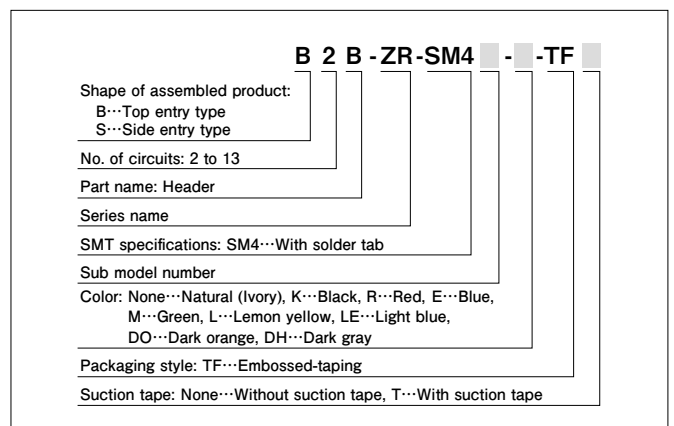 B 2 B -ZR-SM4 - -TF
Shape of assembled product:
B···Top entry type
S···Side entry type
No. of circuits: 2 to 13
Part name: Header
Series name
SMT specifications: SM4···With solder tab
Sub model number
Color: None···Natural (Ivory), K···Black, R···Red, E···Blue,
M···Green, L···Lemon yellow, LE···Light blue,
DO···Dark orange, DH···Dark gray
Packaging style: TF···Embossed-taping
Suction tape: None···Without suction tape, T···With suction tape